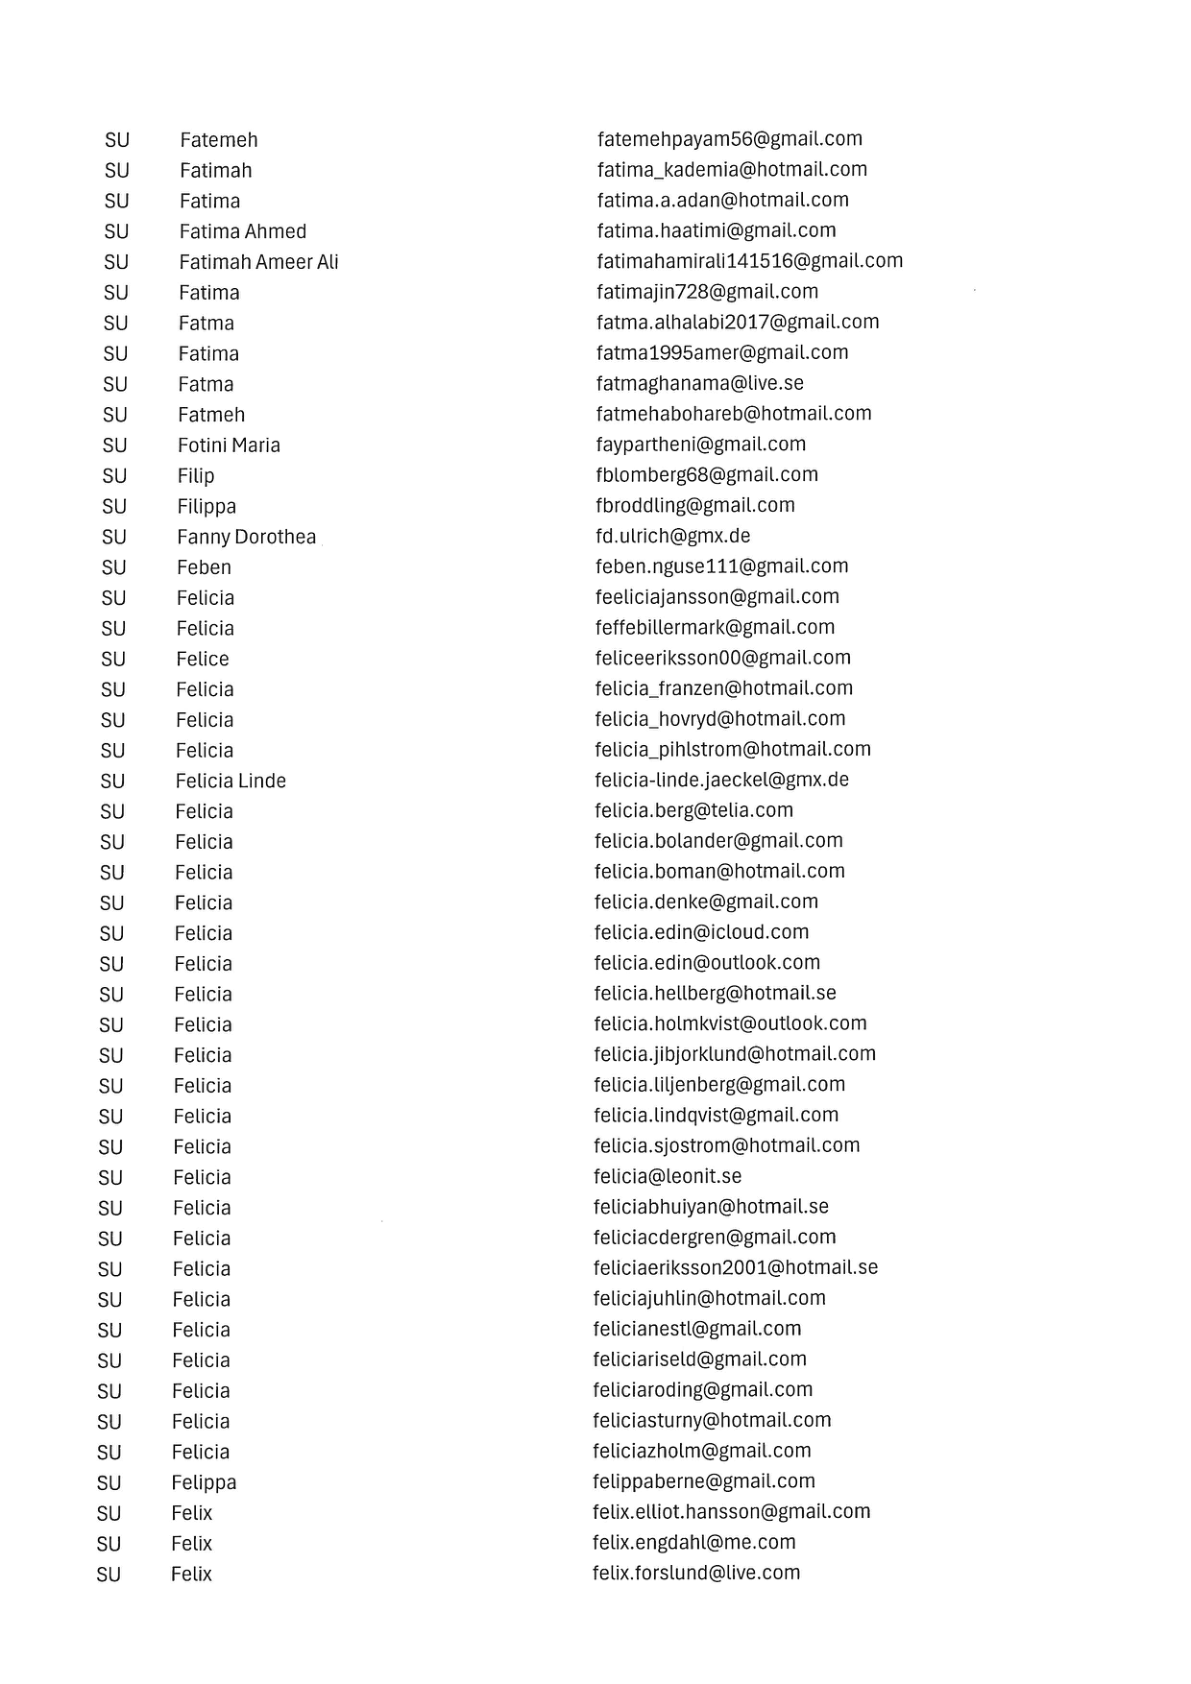 SU Fatemeh fatemehpayam56@gmail.com
SU Fatimah fatima_kademia@hotmail.com
SU Fatima fatima.a.adan@hotmail.com
SU Fatima Ahmed fatima.haatimi@gmail.com
SU Fatimah Ameer Ali fatimahamirali141516@gmail.com
SU Fatima fatimajin728@gmail.com
SU Fatma fatma.alhalabi2017@gmail.com
SU Fatima fatma1995amer@gmail.com
SU Fatma fatmaghanama@live.se
SU Fatmeh fatmehabohareb@hotmail.com
SU Fotini Maria faypartheni@gmail.com
SU Filip fblomberg68@gmail.com
SU Filippa fbroddling@gmail.com
SU Fanny Dorothea fd.ulrich@gmx.de
SU Feben feben.nguse111@gmail.com
SU Felicia feeliciajansson@gmail.com
SU Felicia feffebillermark@gmail.com
SU Felice feliceeriksson00@gmail.com
SU Felicia felicia_franzen@hotmail.com
SU Felicia felicia_hovryd@hotmail.com
SU Felicia felicia_pihlstrom@hotmail.com
SU Felicia Linde felicia-linde.jaeckel@gmx.de
SU Felicia felicia.berg@telia.com
SU Felicia felicia.bolander@gmail.com
SU Felicia felicia.boman@hotmail.com
SU Felicia felicia.denke@gmail.com
SU Felicia felicia.edin@icloud.com
SU Felicia felicia.edin@outlook.com
SU Felicia felicia.hellberg@hotmail.se
SU Felicia felicia.holmkvist@outlook.com
SU Felicia felicia.jibjorklund@hotmail.com
SU Felicia felicia.liljenberg@gmail.com
SU Felicia felicia.lindqvist@gmail.com
SU Felicia felicia.sjostrom@hotmail.com
SU Felicia felicia@leonit.se
SU Felicia feliciabhuiyan@hotmail.se
SU Felicia feliciacdergren@gmail.com
SU Felicia feliciaeriksson2001@hotmail.se
SU Felicia feliciajuhlin@hotmail.com
SU Felicia felicianestl@gmail.com
SU Felicia feliciariseld@gmail.com
SU Felicia feliciaroding@gmail.com
SU Felicia feliciasturny@hotmail.com
SU Felicia feliciazholm@gmail.com
SU Felippa felippaberne@gmail.com
SU Felix felix.elliot.hansson@gmail.com
SU Felix felix.engdahl@me.com
SU Felix felix.forslund@live.com